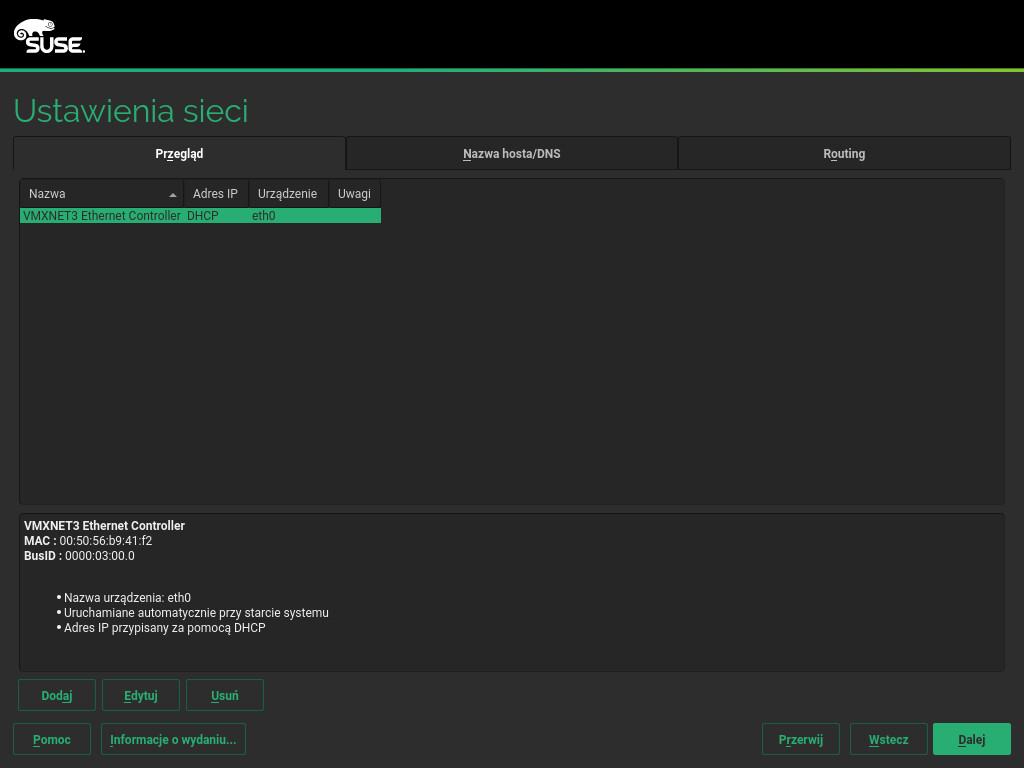 SUSE.
Ustawienia sieci
Przegląd Nazwa hosta/DNS Routing
Nazwa Adres IP Urządzenie Uwagi
VMXNET3 Ethernet Controller DHCP eth0
VMXNET3 Ethernet Controller
MAC : 00:50:56:b9:41:f2
BusID : 0000:03:00.0
• Nazwa urządzenia: eth0
• Uruchamiane automatycznie przy starcie systemu
• Adres IP przypisany za pomocą DHCP
Dodaj Edytuj Usuń
Pomoc Informacje o wydaniu... Przerwij Wstecz Dalej